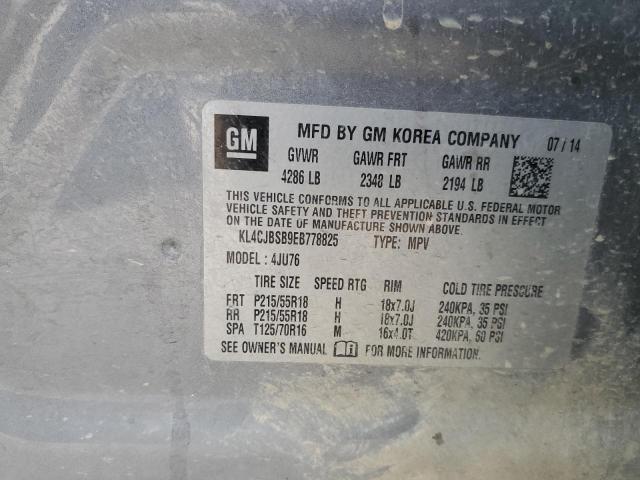 GM MFD BY GM KOREA COMPANY 07/14
GVWR GAWR FRT GAWR RR
4286 LB 2348 LB 2194 LB
THIS VEHICLE CONFORMS TO ALL APPLICABLE U.S. FEDERAL MOTOR
VEHICLE SAFETY AND THEFT PREVENTION STANDARDS IN EFFECT
ON THE DATE OF MANUFACTURE SHOWN ABOVE.
KL4CJBSB9EB778825 TYPE: MPV
MODEL: 4JU76
TIRE SIZE SPEED RTG RIM COLD TIRE PRESSURE
FRT P215/55R18 H 18x7.0J 240KPA, 35 PSI
RR P215/55R18 H 18x7.0J 240KPA, 35 PSI
SPA T125/70R16 M 16x4.0T 420KPA, 60 PSI
SEE OWNER'S MANUAL FOR MORE INFORMATION.